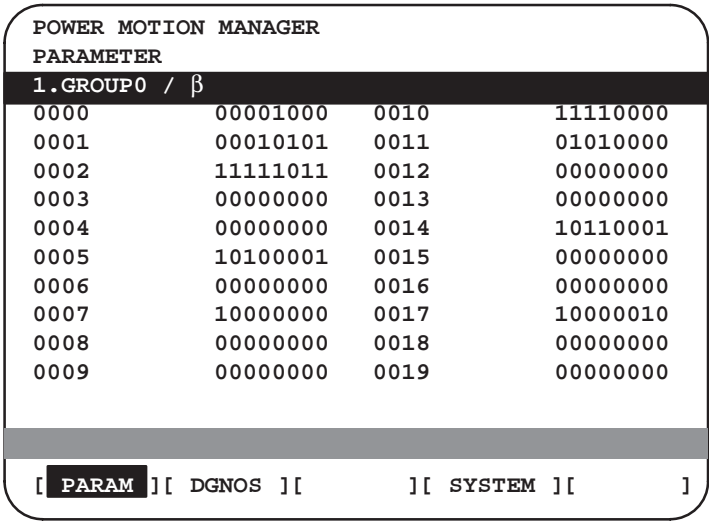 POWER MOTION MANAGER
PARAMETER
1.GROUP0 / β
0000 00001000 0010 11110000
0001 00010101 0011 01010000
0002 11111011 0012 00000000
0003 00000000 0013 00000000
0004 00000000 0014 10110001
0005 10100001 0015 00000000
0006 00000000 0016 00000000
0007 10000000 0017 10000010
0008 00000000 0018 00000000
0009 00000000 0019 00000000
[ PARAM ][ DGNOS ][ ][ SYSTEM ][ ]